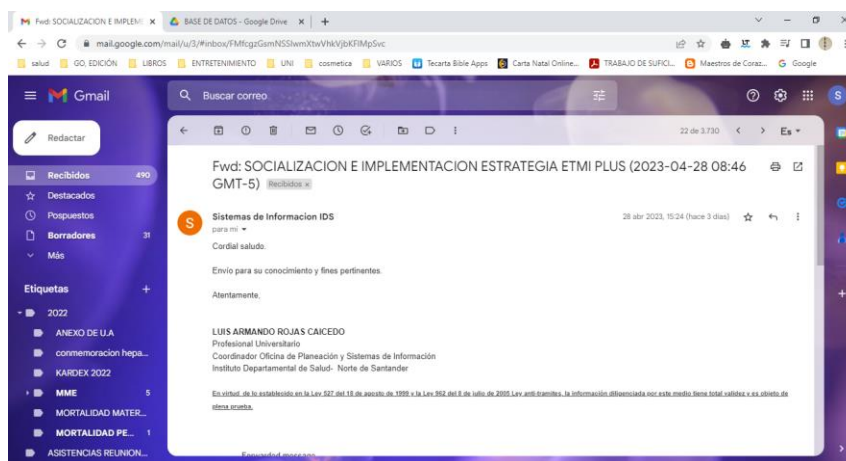 Fwd: SOCIALIZACION E IMPLEM
BASE DE DATOS - Google Drive
mail.google.com/mail/u/3/#inbox/FMfcgzGsmNSSlwmXtwVhkVjbKFlMpSvc
salud GO, EDICIÓN LIBROS ENTRETENIMIENTO UNI cosmetica VARIOS Tecarta Bible Apps Carta Natal Online... TRABAJO DE SUFICI... Maestros de Coraz... Google
Gmail
Buscar correo
S
Redactar
22 de 3.730
Es
Recibidos 490
Destacados
Pospuestos
Borradores 31
Más
Etiquetas
2022
ANEXO DE U.A
conmemoracion hepa...
KARDEX 2022
MME 5
MORTALIDAD MATER...
MORTALIDAD PE... 1
ASISTENCIAS REUNION...
Fwd: SOCIALIZACION E IMPLEMENTACION ESTRATEGIA ETMI PLUS (2023-04-28 08:46
GMT-5) Recibidos x
S
Sistemas de Informacion IDS
28 abr 2023, 15:24 (hace 3 días)
para mí
Cordial saludo.
Envío para su conocimiento y fines pertinentes.
Atentamente,
LUIS ARMANDO ROJAS CAICEDO
Profesional Universitario
Coordinador Oficina de Planeación y Sistemas de Información
Instituto Departamental de Salud- Norte de Santander
En virtud de lo establecido en la Ley 527 del 18 de agosto de 1999 y la Ley 962 del 8 de julio de 2005 Ley anti-tramites, la información diligenciada por este medio tiene total validez y es objeto de
plena prueba.
Forwarded message